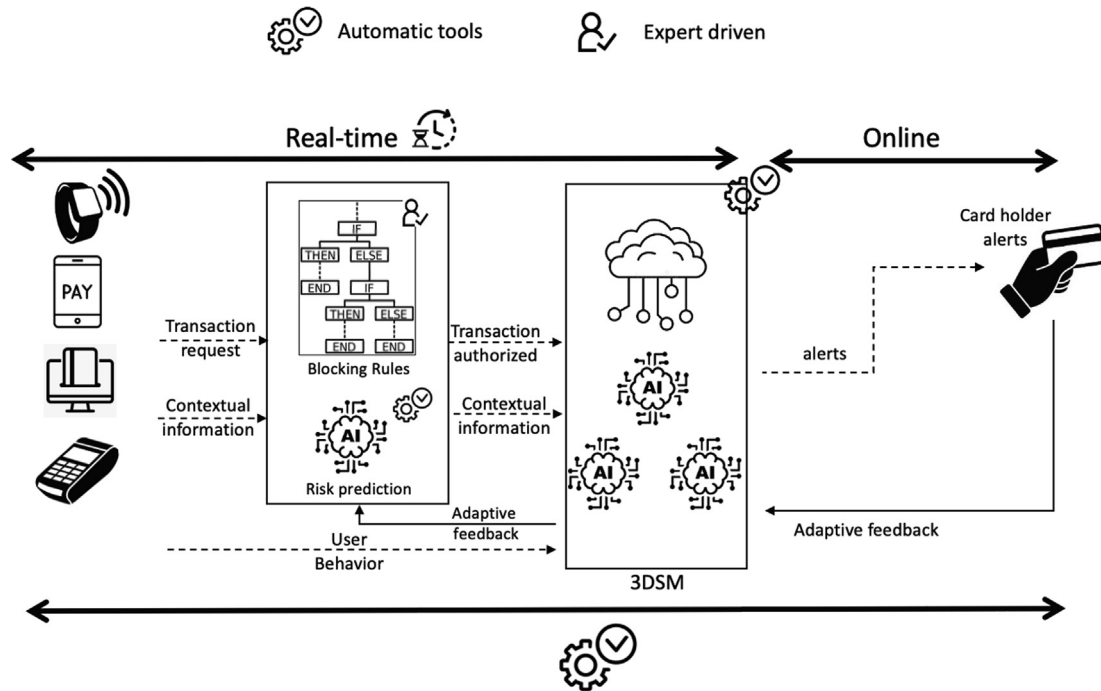 Automatic tools
Expert driven
Real-time
Online
PAY
Transaction
request
Contextual
information
IF
THEN ELSE
END IF
THEN ELSE
END END
Blocking Rules
AI
Risk prediction
Transaction
authorized
Contextual
information
Adaptive
feedback
User
Behavior
AI
AI AI
3DSM
alerts
Card holder
alerts
Adaptive feedback